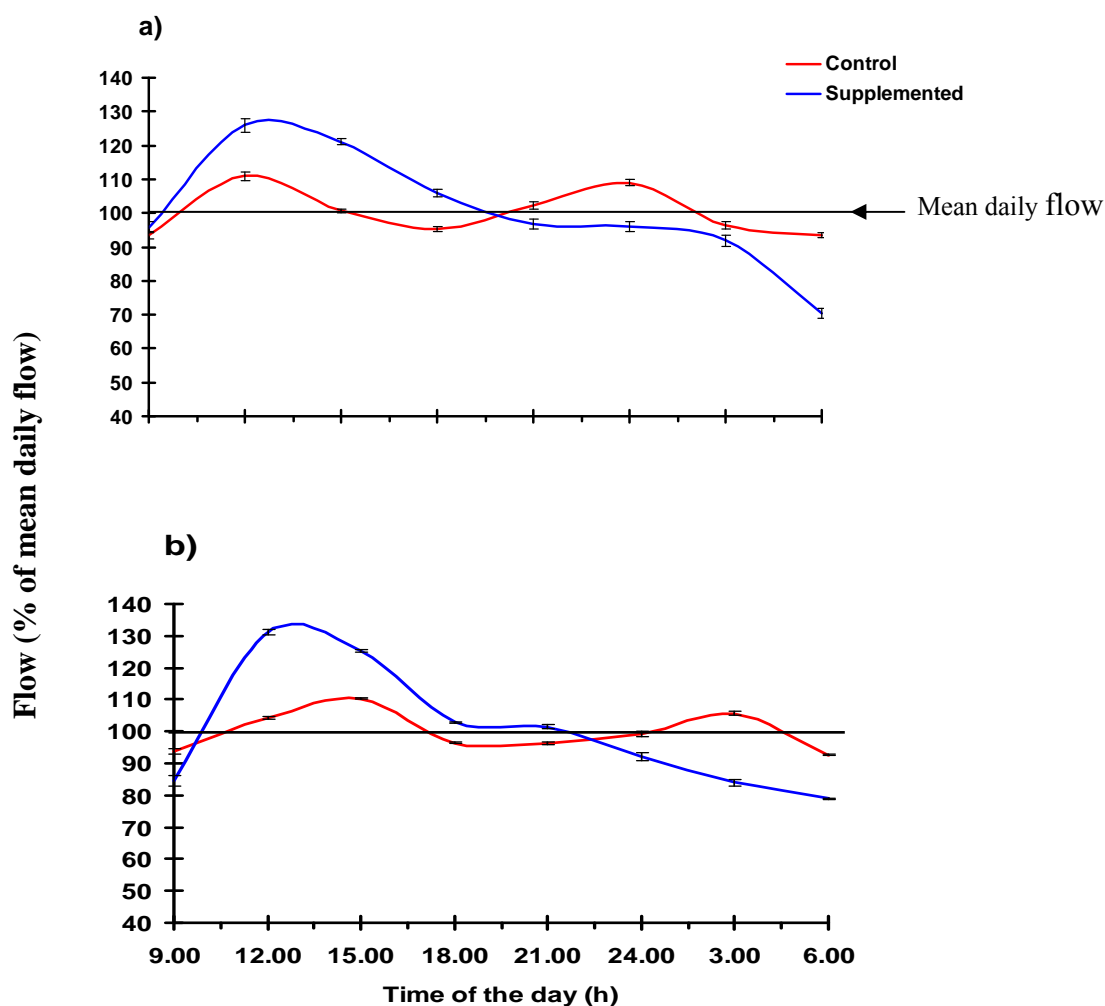 a)
Control
Supplemented
140
130
120
110
100
90
80
70
60
50
40
Mean daily flow
Flow (% of mean daily flow)
b)
140
130
120
110
100
90
80
70
60
50
40
9.00 12.00 15.00 18.00 21.00 24.00 3.00 6.00
Time of the day (h)